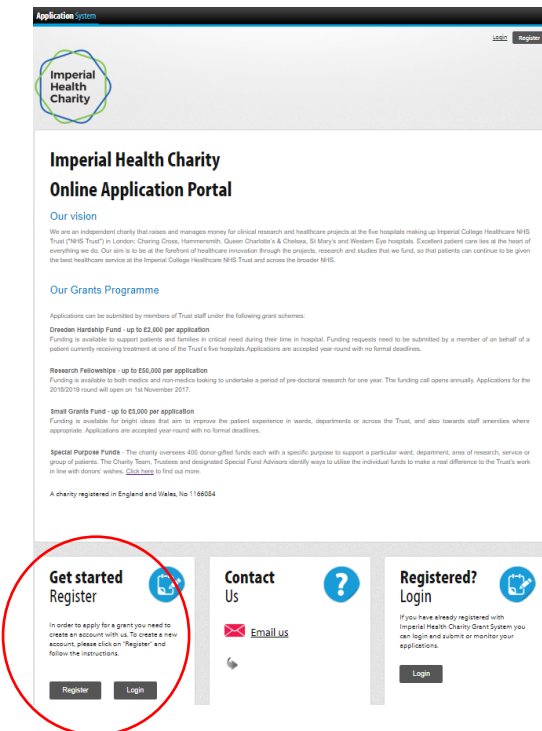 Application System
Login Register
Imperial
Health
Charity
Imperial Health Charity
Online Application Portal
Our vision
We are an independent charity that raises and manages money for clinical research and healthcare projects at the five hospitals making up Imperial College Healthcare NHS
Trust ("NHS Trust") in London: Charing Cross, Hammersmith, Queen Charlotte's & Chelsea, St Mary's and Western Eye hospitals. Excellent patient care lies at the heart of
everything we do. Our aim is to be at the forefront of healthcare innovation through the projects, research and studies that we fund, so that patients can continue to be given
the best healthcare service at the Imperial College Healthcare NHS Trust and across the broader NHS.
Our Grants Programme
Applications can be submitted by members of Trust staff under the following grant schemes:
Dresden Hardship Fund - up to £2,000 per application
Funding is available to support patients and families in critical need during their time in hospital. Funding requests need to be submitted by a member of on behalf of a
patient currently receiving treatment at one of the Trust's five hospitals.Applications are accepted year-round with no formal deadlines.
Research Fellowships - up to £50,000 per application
Funding is available to both medics and non-medics looking to undertake a period of pre-doctoral research for one year. The funding call opens annually. Applications for the
2018/2019 round will open on 1st November 2017.
Small Grants Fund - up to £5,000 per application
Funding is available for bright ideas that aim to improve the patient experience in wards, departments or across the Trust, and also towards staff amenities where
appropriate. Applications are accepted year-round with no formal deadlines.
Special Purpose Funds - The charity oversees 400 donor-gifted funds each with a specific purpose to support a particular ward, department, area of research, service or
group of patients. The Charity Team, Trustees and designated Special Fund Advisors identify ways to utilise the individual funds to make a real difference to the Trust's work
in line with donors' wishes. Click here to find out more.
A charity registered in England and Wales, No 1166084
Get started
Register
In order to apply for a grant you need to
create an account with us. To create a new
account, please click on "Register" and
follow the instructions.
Register Login
Contact
Us
?
Email us
Registered?
Login
If you have already registered with
Imperial Health Charity Grant System you
can login and submit or monitor your
applications.
Login